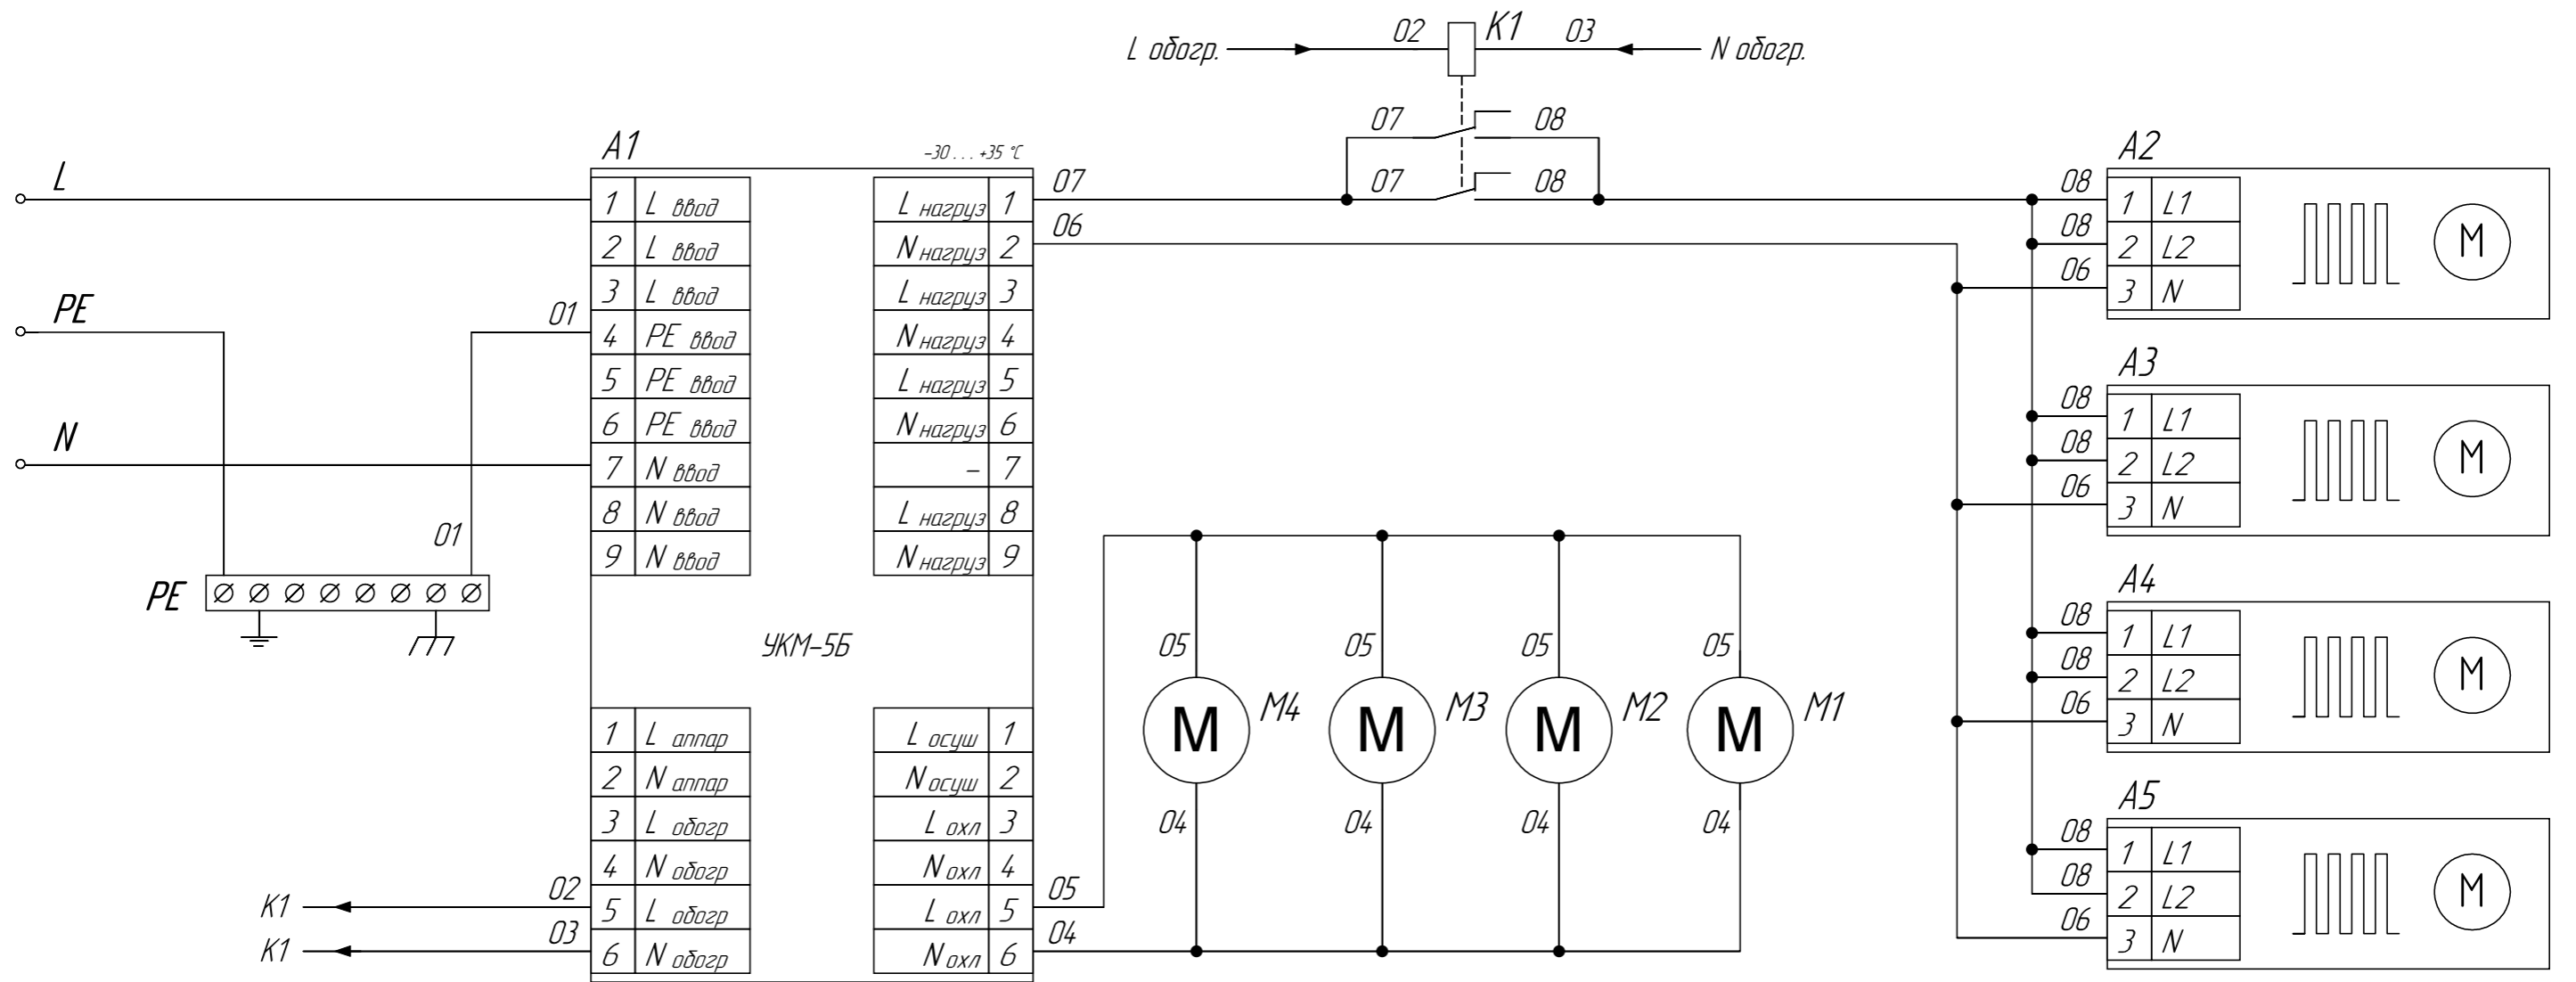 02 K1 03
L обогр. N обогр.
07 08
07 08
L
PE
N
01
01
PE
A1
-30 . . . +35 °C
1 L ввод
2 L ввод
3 L ввод
4 PE ввод
5 PE ввод
6 PE ввод
7 N ввод
8 N ввод
9 N ввод
L нагруз 1
N нагруз 2
L нагруз 3
N нагруз 4
L нагруз 5
N нагруз 6
- 7
L нагруз 8
N нагруз 9
07
06
УКМ-5Б
1 L аппар
2 N аппар
3 L обогр
4 N обогр
5 L обогр
6 N обогр
L осуш 1
N осуш 2
L охл 3
N охл 4
L охл 5
N охл 6
K1 02
K1 03
05
04
05 05 05 05
M M4 M M3 M M2 M M1
04 04 04 04
A2
08 1 L1
08 2 L2
06 3 N
M
A3
08 1 L1
08 2 L2
06 3 N
M
A4
08 1 L1
08 2 L2
06 3 N
M
A5
08 1 L1
08 2 L2
06 3 N
M